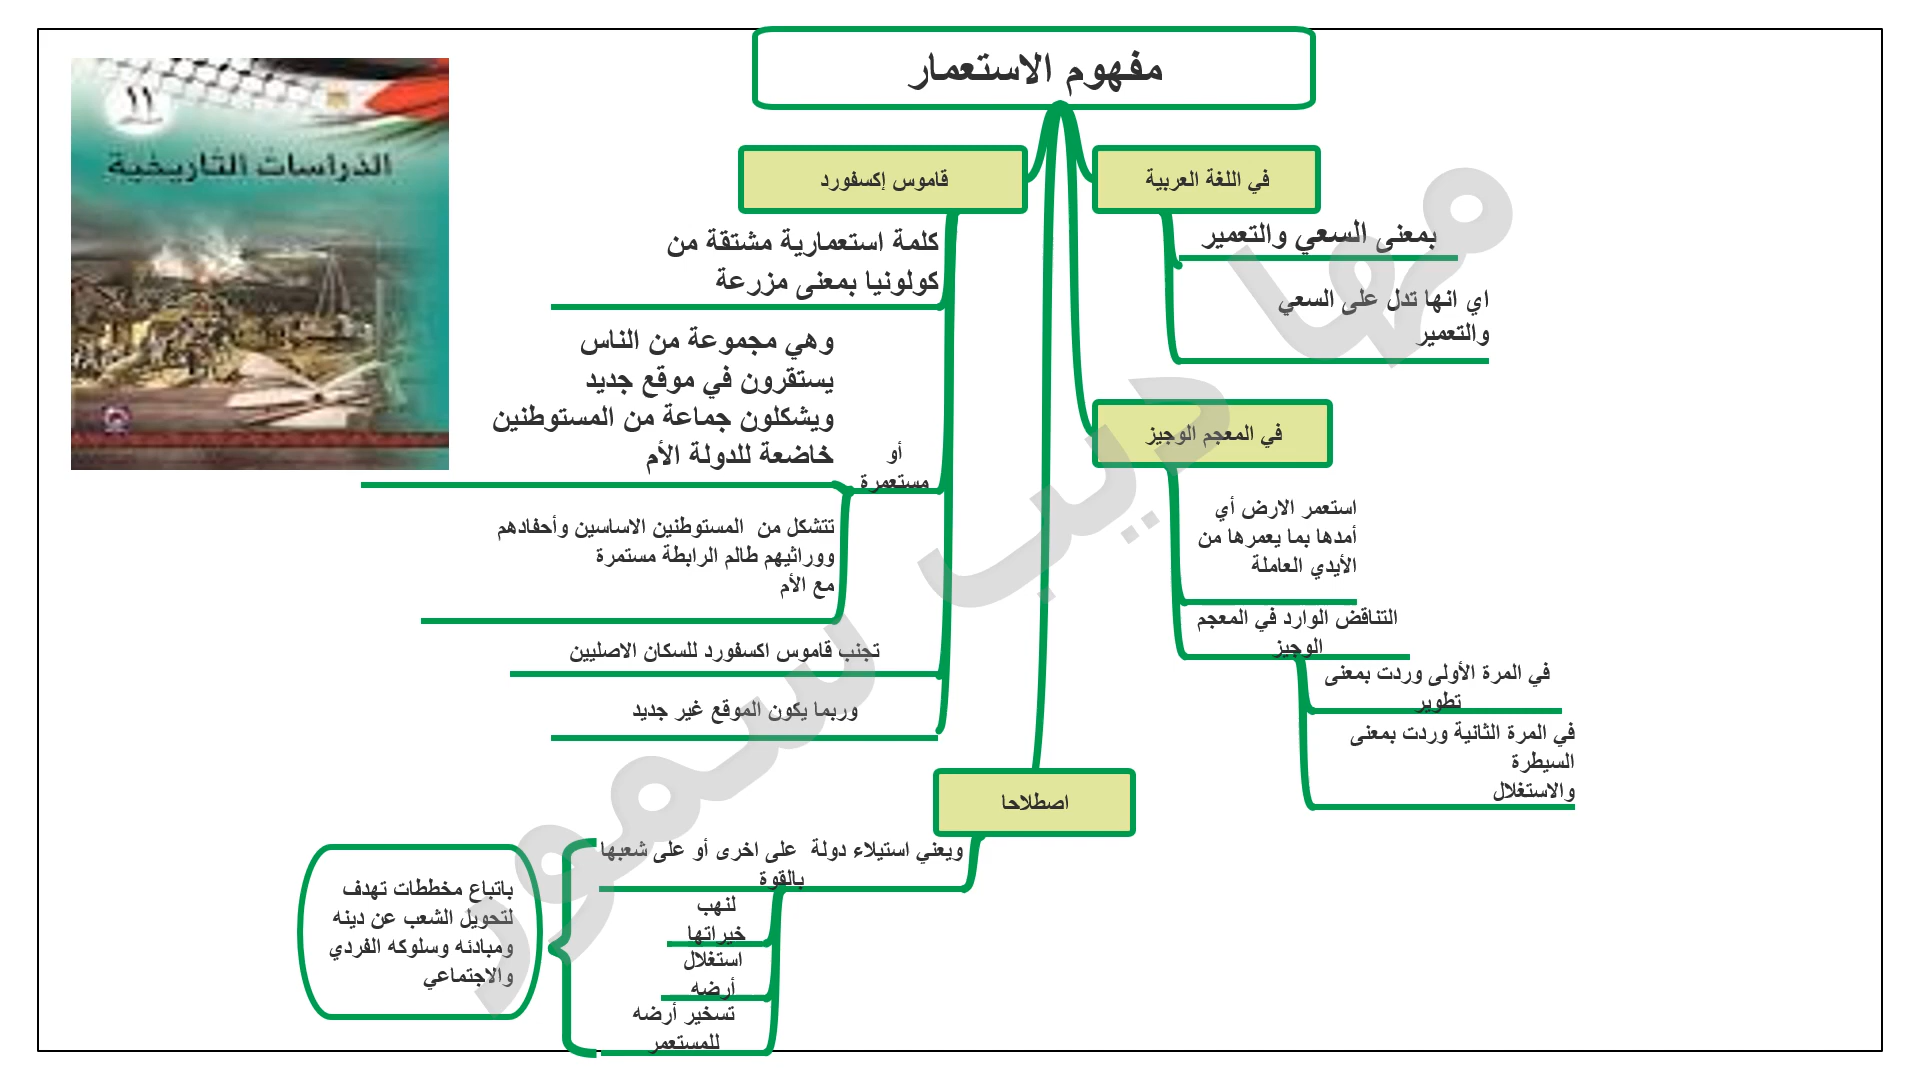 مفهوم الاستعمار
١١
الدراسات التاريخية
في اللغة العربية
بمعنى السعي والتعمير
اي انها تدل على السعي
والتعمير
في المعجم الوجيز
استعمر الارض أي
أمدها بما يعمرها من
الأيدي العاملة
التناقض الوارد في المعجم
الوجيز
في المرة الأولى وردت بمعنى
تطوير
في المرة الثانية وردت بمعنى
السيطرة
والاستغلال
قاموس إكسفورد
كلمة استعمارية مشتقة من
كولونيا بمعنى مزرعة
أو
مستعمرة
وهي مجموعة من الناس
يستقرون في موقع جديد
ويشكلون جماعة من المستوطنين
خاضعة للدولة الأم
تتشكل من المستوطنين الاساسين وأحفادهم
ووراثيهم طالم الرابطة مستمرة
مع الأم
تجنب قاموس اكسفورد للسكان الاصليين
وربما يكون الموقع غير جديد
اصطلاحا
ويعني استيلاء دولة على اخرى أو على شعبها
بالقوة
لنهب
خيراتها
استغلال
أرضه
تسخير أرضه
للمستعمر
باتباع مخططات تهدف
لتحويل الشعب عن دينه
ومبادئه وسلوكه الفردي
والاجتماعي
مها ديب سمور